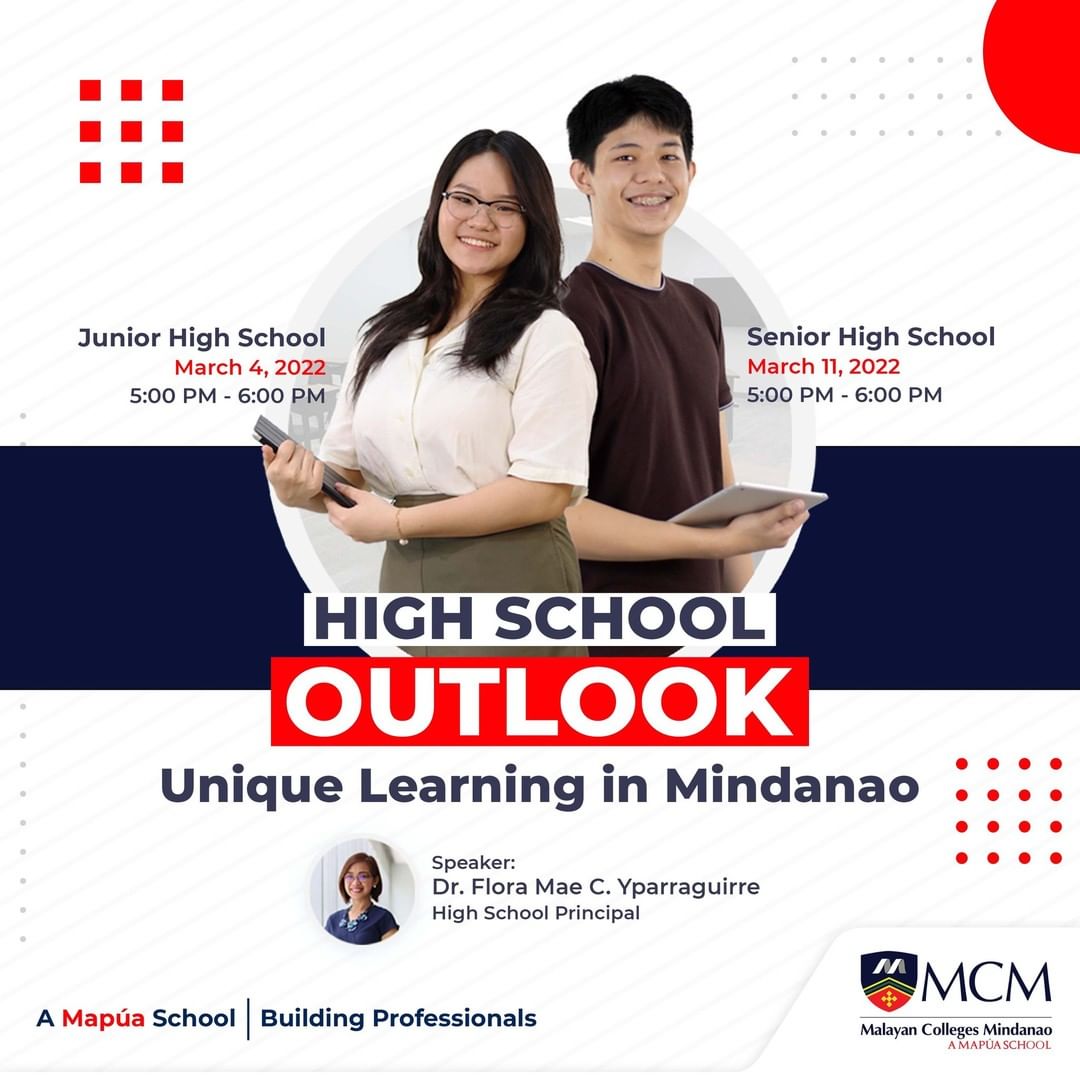 Junior High School
March 4, 2022
5:00 PM - 6:00 PM
Senior High School
March 11, 2022
5:00 PM - 6:00 PM
HIGH SCHOOL
OUTLOOK
Unique Learning in Mindanao
Speaker:
Dr. Flora Mae C. Yparraguirre
High School Principal
A Mapúa School | Building Professionals
MCM
Malayan Colleges Mindanao
A MAPÚA SCHOOL